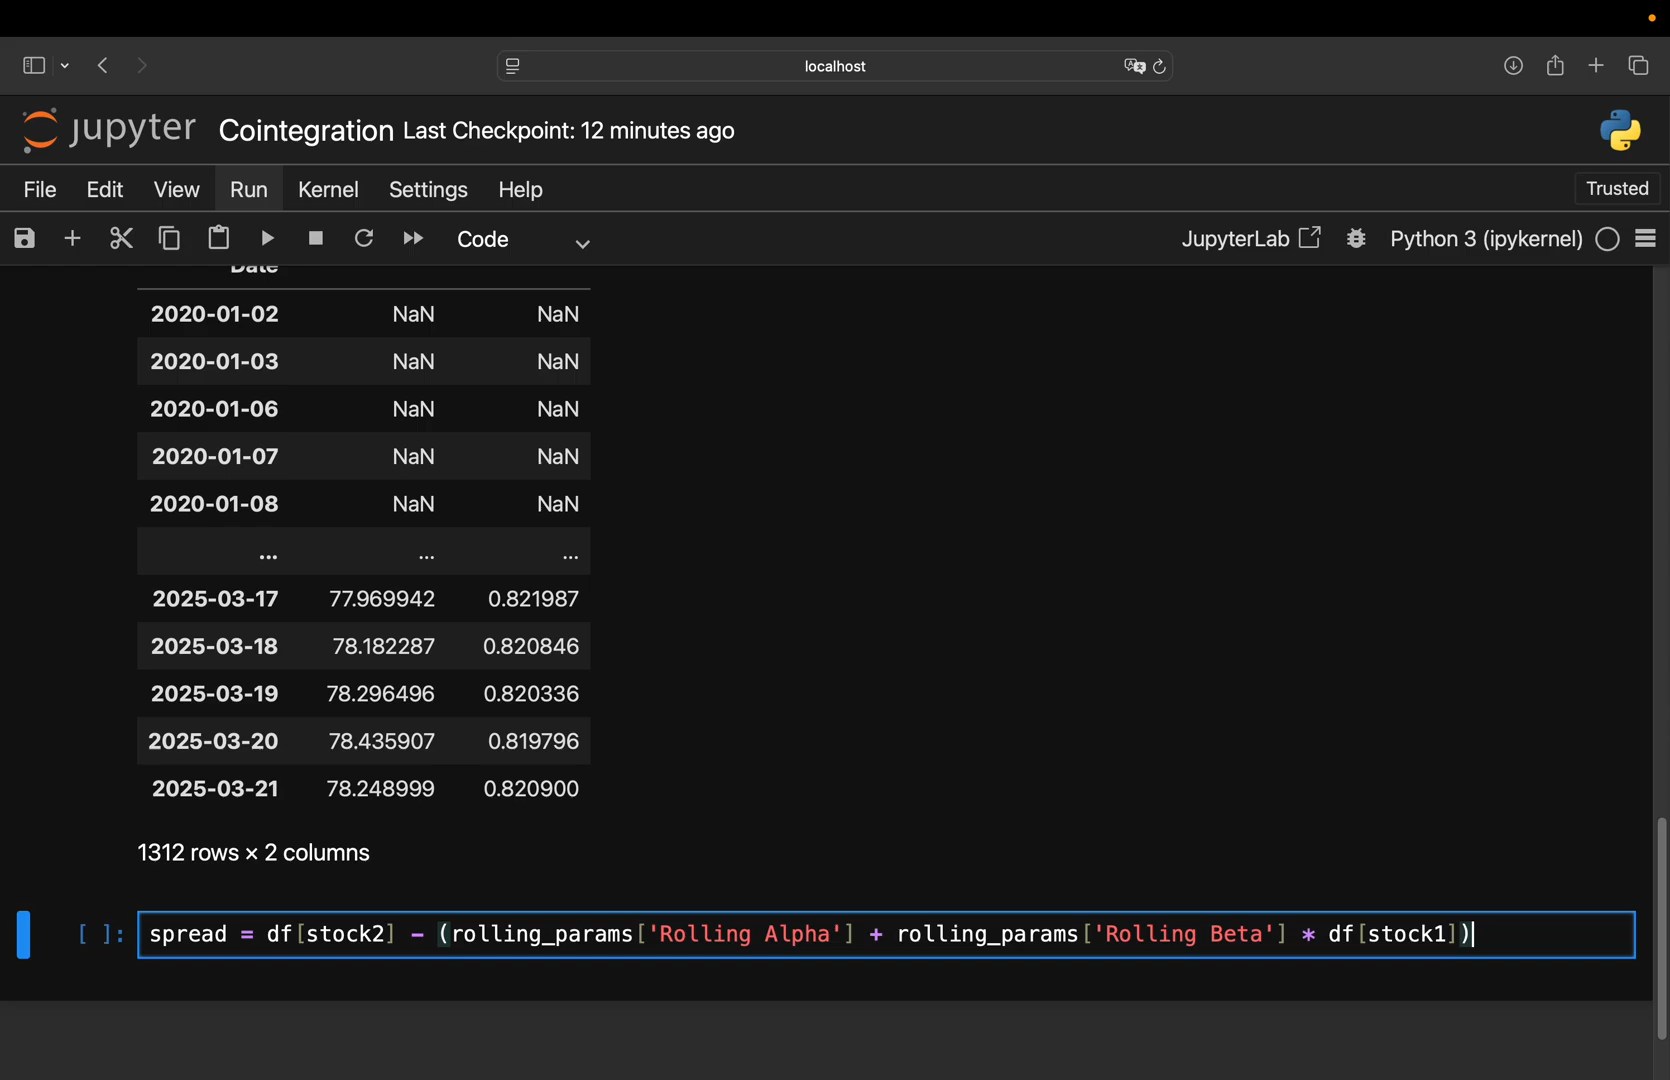 localhost
jupyter Cointegration Last Checkpoint: 12 minutes ago
File Edit View Run Kernel Settings Help Trusted
Code JupyterLab Python 3 (ipykernel)
Date
2020-01-02 NaN NaN
2020-01-03 NaN NaN
2020-01-06 NaN NaN
2020-01-07 NaN NaN
2020-01-08 NaN NaN
... ... ...
2025-03-17 77.969942 0.821987
2025-03-18 78.182287 0.820846
2025-03-19 78.296496 0.820336
2025-03-20 78.435907 0.819796
2025-03-21 78.248999 0.820900
1312 rows × 2 columns
[ ]: spread = df[stock2] - (rolling_params['Rolling Alpha'] + rolling_params['Rolling Beta'] * df[stock1])